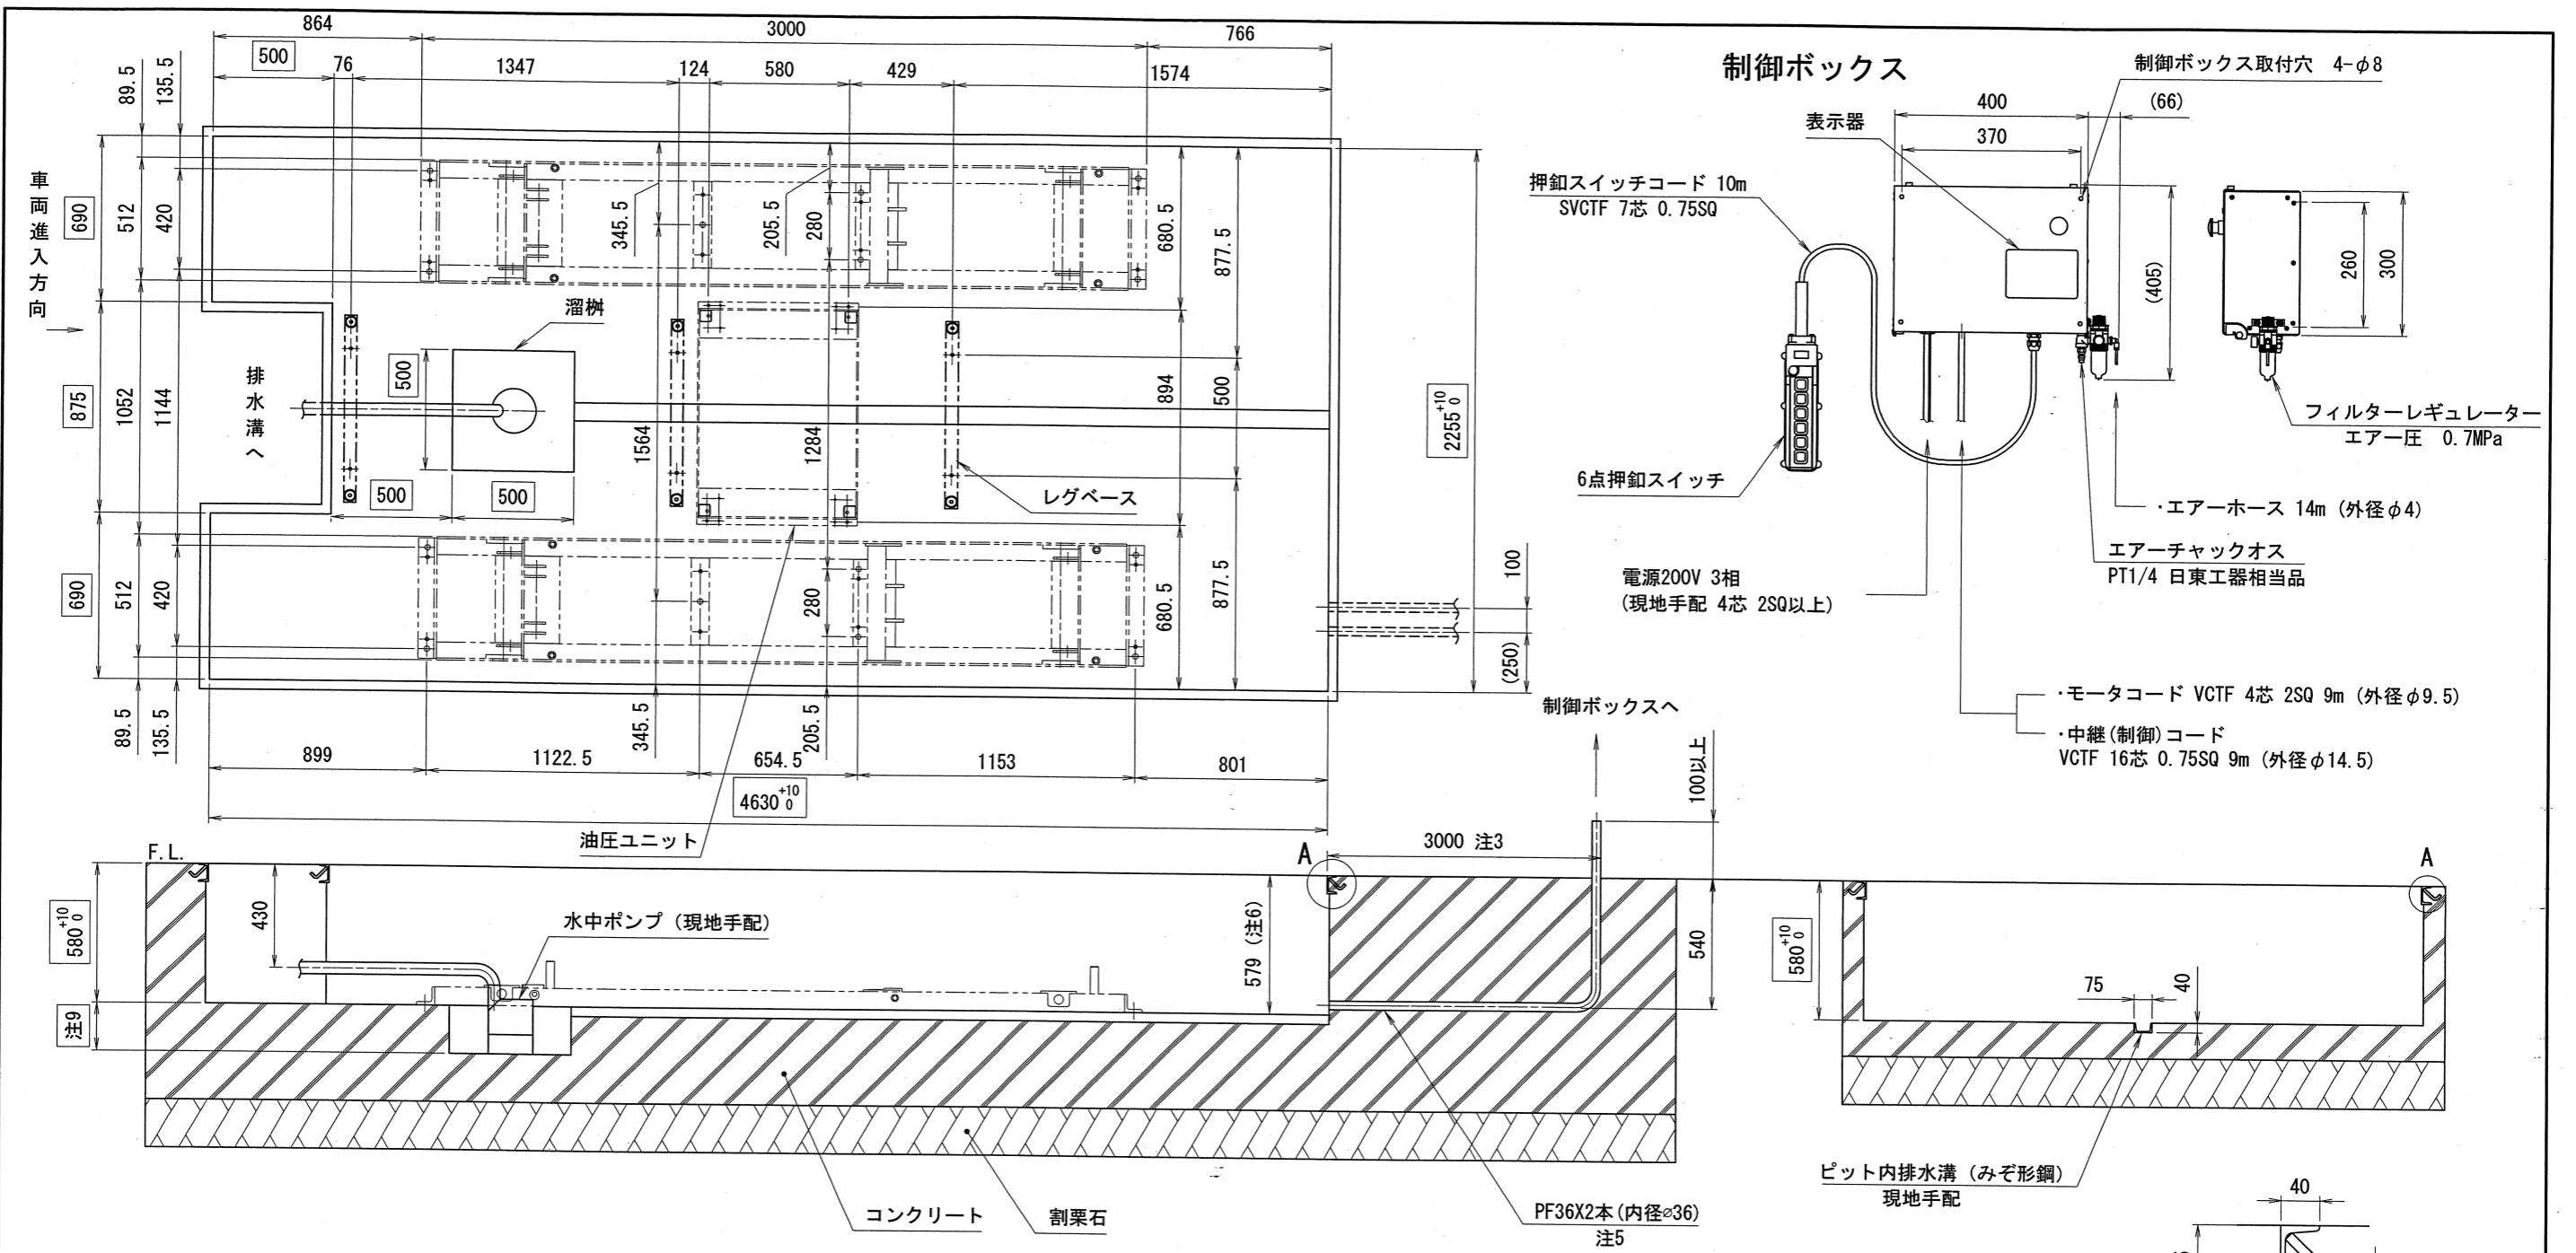 864
3000
766
500
76
1347
124
580
429
1574
89.5
135.5
690
512
420
875
1052
1144
690
512
420
89.5
135.5
車両進入方向
排水溝へ
溜桝
500
500
500
345.5
205.5
280
1564
1284
280
345.5
205.5
680.5
877.5
894
500
680.5
877.5
2255 +10 0
レグベース
100
(250)
899
1122.5
654.5
1153
801
4630 +10 0
油圧ユニット
制御ボックス
制御ボックス取付穴 4-φ8
400
(66)
370
表示器
押釦スイッチコード 10m
SVCTF 7芯 0.75SQ
(405)
260
300
6点押釦スイッチ
フィルターレギュレーター
エアー圧 0.7MPa
・エアーホース 14m (外径φ4)
エアーチャックオス
PT1/4 日東工器相当品
電源200V 3相
(現地手配 4芯 2SQ以上)
・モータコード VCTF 4芯 2SQ 9m (外径φ9.5)
・中継(制御)コード
VCTF 16芯 0.75SQ 9m (外径φ14.5)
制御ボックスへ
100以上
3000 注3
F.L.
A
580 +10 0
注9
430
水中ポンプ (現地手配)
579 (注6)
540
コンクリート
割栗石
PF36X2本(内径⌀36)
注5
A
580 +10 0
75
40
ピット内排水溝 (みぞ形鋼)
現地手配
40